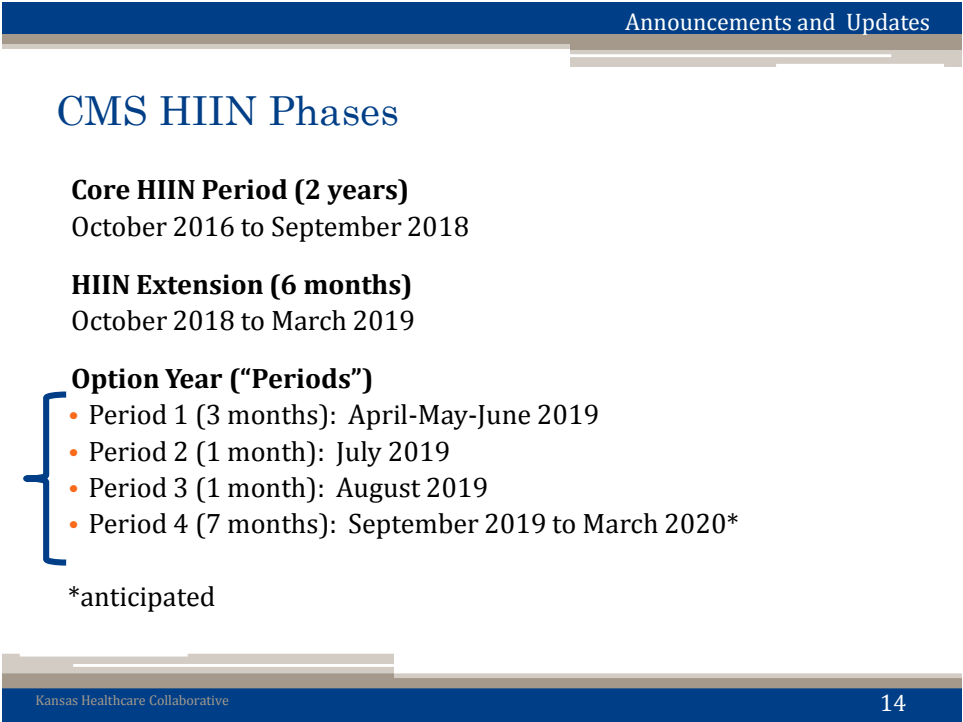 Announcements and Updates
CMS HIIN Phases
Core HIIN Period (2 years)
October 2016 to September 2018
HIIN Extension (6 months)
October 2018 to March 2019
Option Year (“Periods”)
• Period 1 (3 months): April-May-June 2019
• Period 2 (1 month): July 2019
• Period 3 (1 month): August 2019
• Period 4 (7 months): September 2019 to March 2020*
*anticipated
Kansas Healthcare Collaborative
14